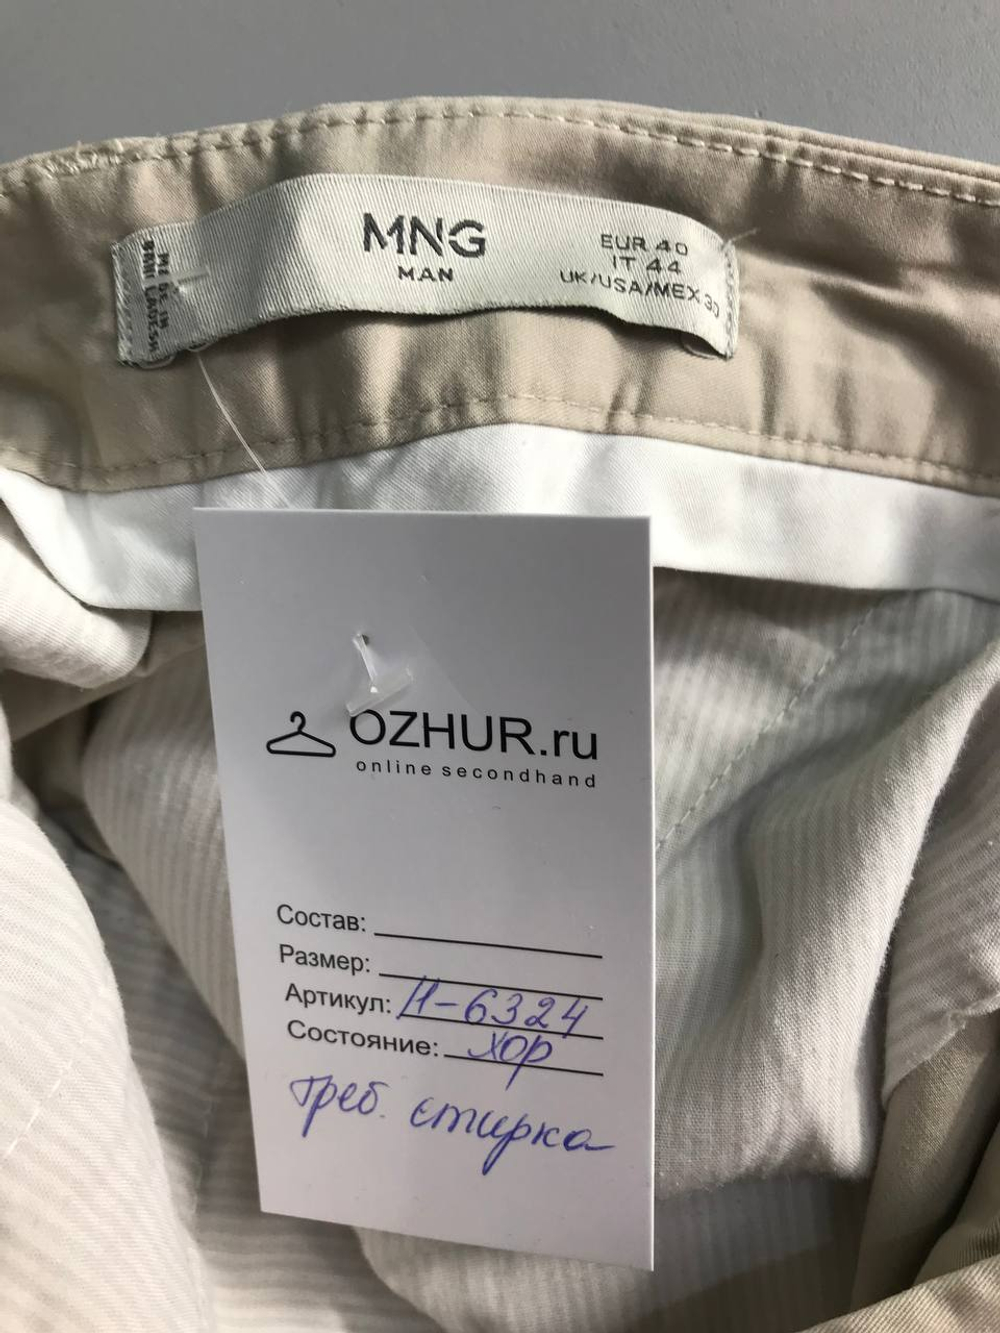 MNG
MAN
EUR 40
IT 44
UK/USA/MEX 30
OZHUR.ru
online secondhand
Состав:
Размер:
Артикул: Н-6324
Состояние: хор
треб. стирка